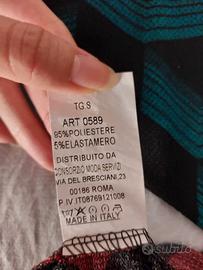 TG.S
ART 0589
95%POLIESTERE
5%ELASTAMERO
DISTRIBUITO DA
CONSORZIO MODA SERVIZI
VIA DEL BRESCIANI,23
00186 ROMA
P. IV IT08769121008
MADE IN ITALY